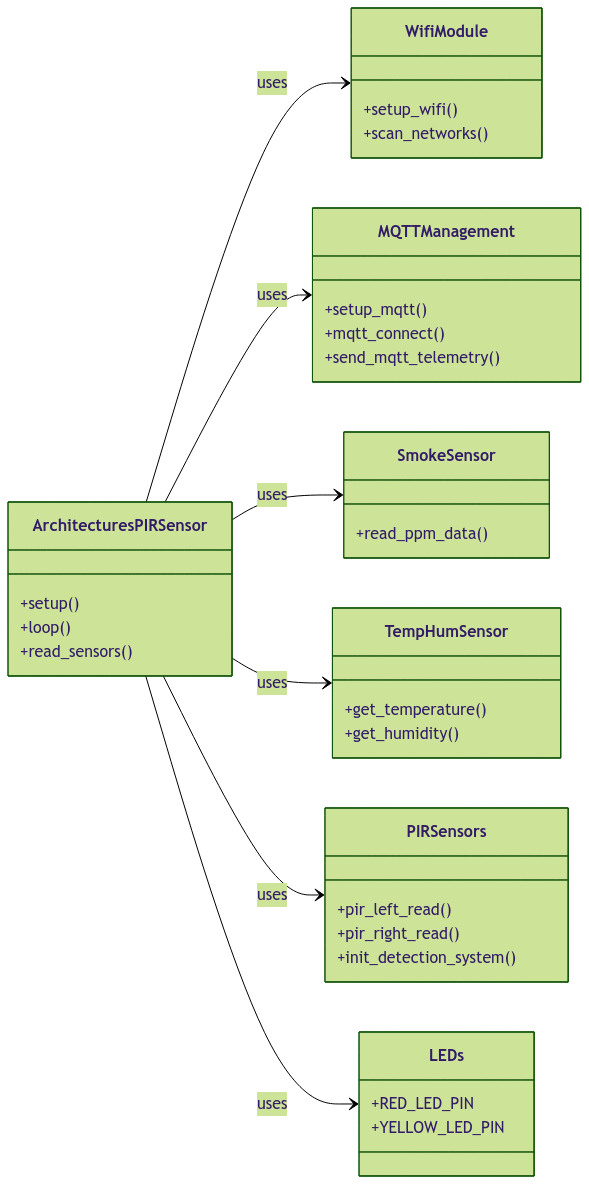 WifiModule
uses
+setup_wifi()
+scan_networks()
MQTTManagement
uses
+setup_mqtt()
+mqtt_connect()
+send_mqtt_telemetry()
SmokeSensor
uses
+read_ppm_data()
ArchitecturesPIRSensor
+setup()
+loop()
+read_sensors()
TempHumSensor
uses
+get_temperature()
+get_humidity()
PIRSensors
uses
+pir_left_read()
+pir_right_read()
+init_detection_system()
LEDs
uses
+RED_LED_PIN
+YELLOW_LED_PIN